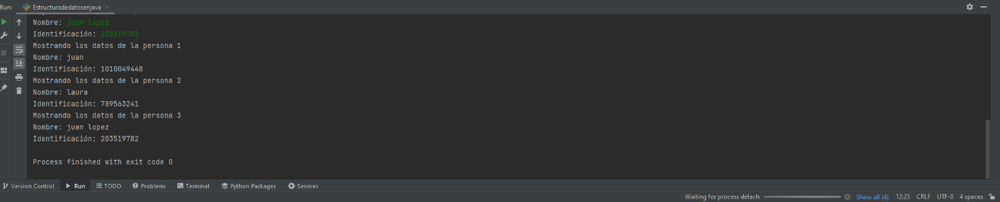 Run: Estructuradedatosenjava
Nombre: juan lopez
Identificación: 203519782
Mostrando los datos de la persona 1
Nombre: juan
Identificación: 1010049448
Mostrando los datos de la persona 2
Nombre: laura
Identificación: 789563241
Mostrando los datos de la persona 3
Nombre: juan lopez
Identificación: 203519782
Process finished with exit code 0
Version Control Run TODO Problems Terminal Python Packages Services
Waiting for process detach Show all (4) 12:23 CRLF UTF-8 4 spaces